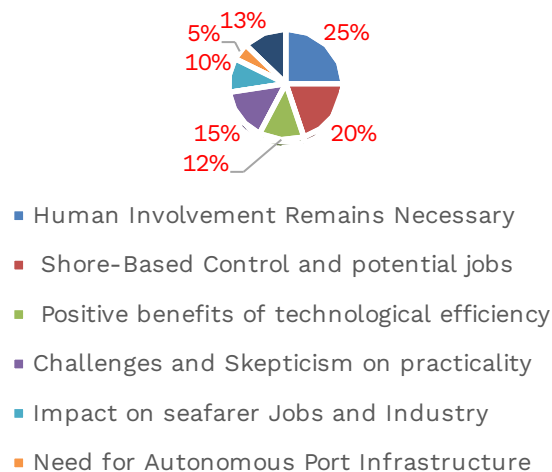 5%
13%
25%
10%
15%
20%
12%
Human Involvement Remains Necessary
Shore-Based Control and potential jobs
Positive benefits of technological efficiency
Challenges and Skepticism on practicality
Impact on seafarer Jobs and Industry
Need for Autonomous Port Infrastructure